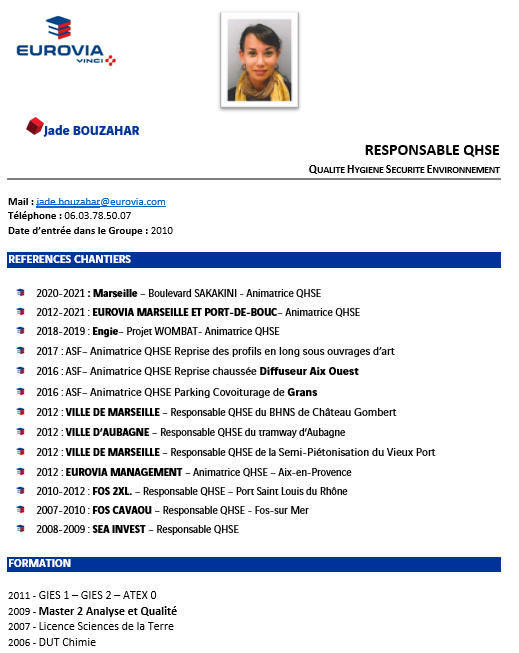 EUROVIA
VINCI
Jade BOUZAHAR
RESPONSABLE QHSE
QUALITE HYGIENE SECURITE ENVIRONNEMENT
Mail : jade.bouzahar@eurovia.com
Téléphone : 06.03.78.50.07
Date d'entrée dans le Groupe : 2010
REFERENCES CHANTIERS
2020-2021 : Marseille – Boulevard SAKAKINI - Animatrice QHSE
2012-2021 : EUROVIA MARSEILLE ET PORT-DE-BOUC– Animatrice QHSE
2018-2019 : Engie– Projet WOMBAT- Animatrice QHSE
2017 : ASF– Animatrice QHSE Reprise des profils en long sous ouvrages d'art
2016 : ASF– Animatrice QHSE Reprise chaussée Diffuseur Aix Ouest
2016 : ASF– Animatrice QHSE Parking Covoiturage de Grans
2012 : VILLE DE MARSEILLE – Responsable QHSE du BHNS de Château Gombert
2012 : VILLE D'AUBAGNE – Responsable QHSE du tramway d'Aubagne
2012 : VILLE DE MARSEILLE – Responsable QHSE de la Semi-Piétonisation du Vieux Port
2012 : EUROVIA MANAGEMENT – Animatrice QHSE – Aix-en-Provence
2010-2012 : FOS 2XL. – Responsable QHSE – Port Saint Louis du Rhône
2007-2010 : FOS CAVAOU – Responsable QHSE - Fos-sur Mer
2008-2009 : SEA INVEST – Responsable QHSE
FORMATION
2011 - GIES 1 – GIES 2 – ATEX 0
2009 - Master 2 Analyse et Qualité
2007 - Licence Sciences de la Terre
2006 - DUT Chimie